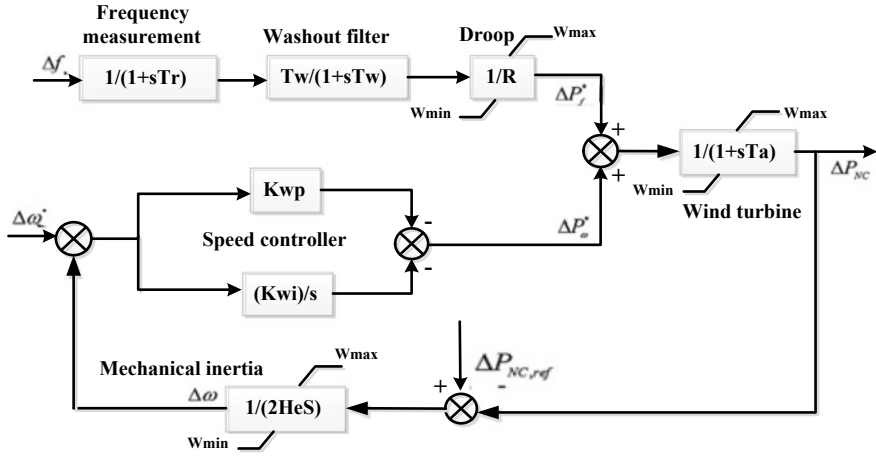 Frequency
measurement
Washout filter
Droop
Wmax
Δf
1/(1+sTr)
Tw/(1+sTw)
1/R
Wmin
ΔP*f
+
+
Wmax
1/(1+sTa)
Wmin
ΔP_NC
Wind turbine
Kwp
-
Δω*
Speed controller
-
ΔP*ω
(Kwi)/s
Mechanical inertia
Wmax
ΔP_NC,ref
+
-
Δω
1/(2HeS)
Wmin